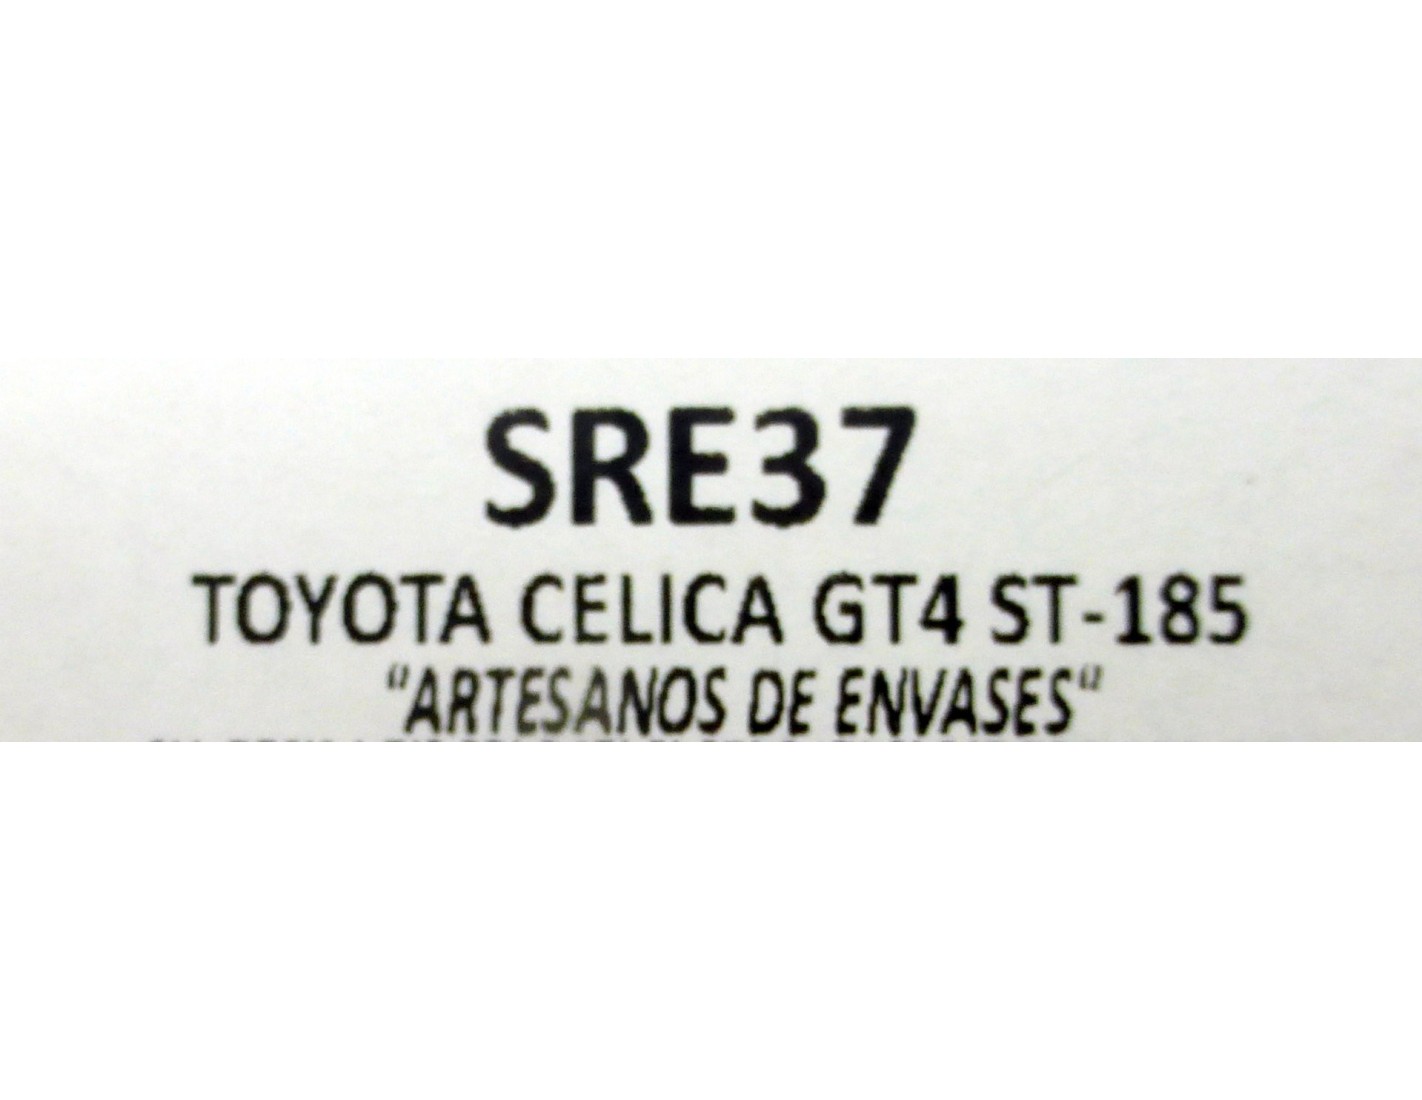 SRE37
TOYOTA CELICA GT4 ST-185
"ARTESANOS DE ENVASES"